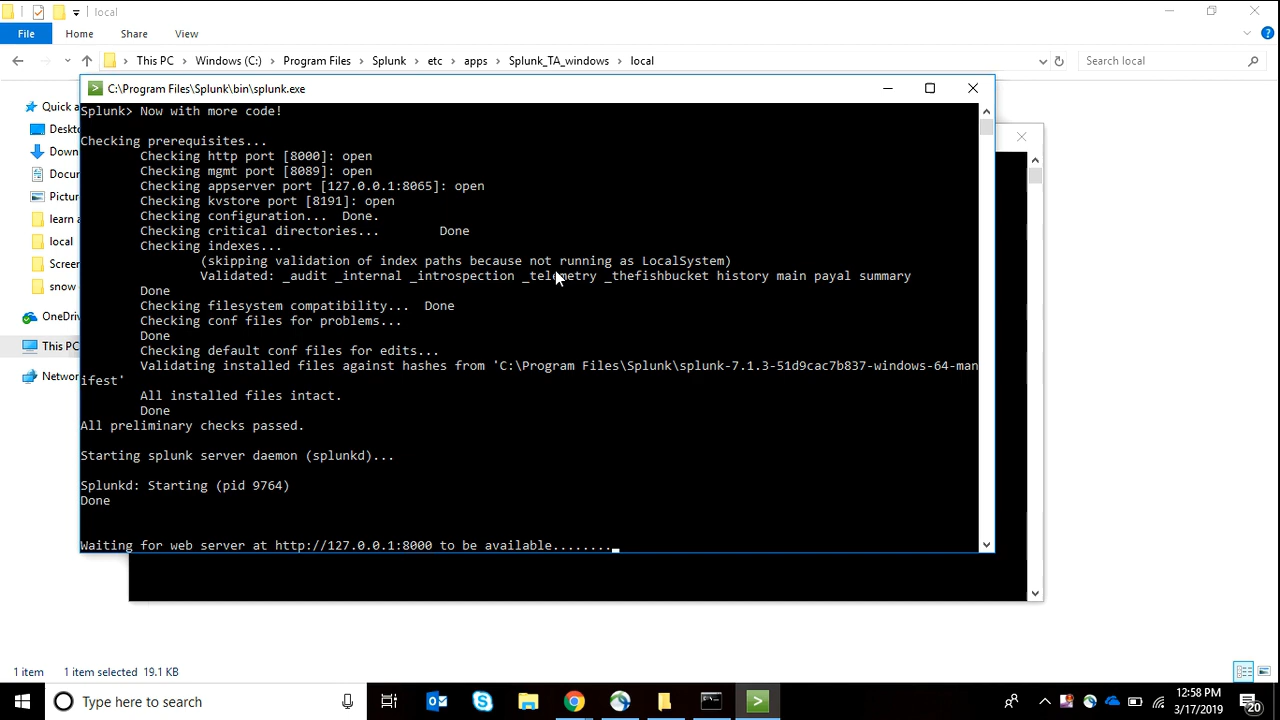 local
File Home Share View
This PC Windows (C:) Program Files Splunk etc apps Splunk_TA_windows local Search local
C:\Program Files\Splunk\bin\splunk.exe
Quick a
Deskto
Down
Docur
Picture
learn a
local
Screen
snow
OneDriv
This PC
Networ
Splunk> Now with more code!
Checking prerequisites...
Checking http port [8000]: open
Checking mgmt port [8089]: open
Checking appserver port [127.0.0.1:8065]: open
Checking kvstore port [8191]: open
Checking configuration... Done.
Checking critical directories... Done
Checking indexes...
(skipping validation of index paths because not running as LocalSystem)
Validated: _audit _internal _introspection _telemetry _thefishbucket history main payal summary
Done
Checking filesystem compatibility... Done
Checking conf files for problems...
Done
Checking default conf files for edits...
Validating installed files against hashes from 'C:\Program Files\Splunk\splunk-7.1.3-51d9cac7b837-windows-64-man
ifest'
All installed files intact.
Done
All preliminary checks passed.
Starting splunk server daemon (splunkd)...
Splunkd: Starting (pid 9764)
Done
Waiting for web server at http://127.0.0.1:8000 to be available........
1 item 1 item selected 19.1 KB
Type here to search
12:58 PM
3/17/2019
20